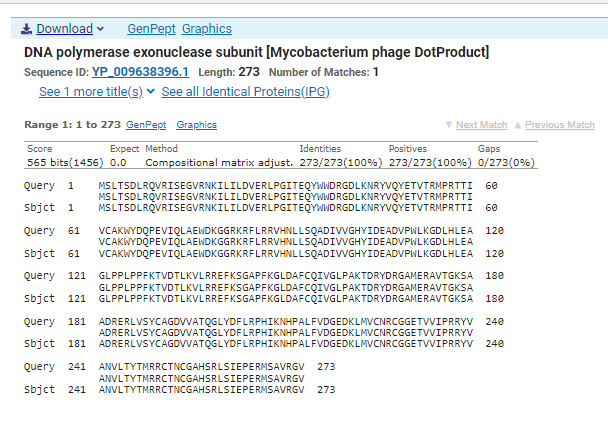 Download GenPept Graphics
DNA polymerase exonuclease subunit [Mycobacterium phage DotProduct]
Sequence ID: YP_009638396.1 Length: 273 Number of Matches: 1
See 1 more title(s) See all Identical Proteins(IPG)
Range 1: 1 to 273 GenPept Graphics Next Match Previous Match
Score Expect Method Identities Positives Gaps
565 bits(1456) 0.0 Compositional matrix adjust. 273/273(100%) 273/273(100%) 0/273(0%)
Query 1 MSLTSDLRQVRISEGVRNKILILDVERLPGITEQYWWDRGDLKNRYVQYETVTRMPRTTI 60
MSLTSDLRQVRISEGVRNKILILDVERLPGITEQYWWDRGDLKNRYVQYETVTRMPRTTI
Sbjct 1 MSLTSDLRQVRISEGVRNKILILDVERLPGITEQYWWDRGDLKNRYVQYETVTRMPRTTI 60
Query 61 VCAKWYDQPEVIQLAEWDKGGRKRFLRRVHNLLSQADIVVGHYIDEADVPWLKGDLHLEA 120
VCAKWYDQPEVIQLAEWDKGGRKRFLRRVHNLLSQADIVVGHYIDEADVPWLKGDLHLEA
Sbjct 61 VCAKWYDQPEVIQLAEWDKGGRKRFLRRVHNLLSQADIVVGHYIDEADVPWLKGDLHLEA 120
Query 121 GLPPLPPFKTVDTLKVLRREFKSGAPFKGLDAFCQIVGLPAKTDRYDRGAMERAVTGKSA 180
GLPPLPPFKTVDTLKVLRREFKSGAPFKGLDAFCQIVGLPAKTDRYDRGAMERAVTGKSA
Sbjct 121 GLPPLPPFKTVDTLKVLRREFKSGAPFKGLDAFCQIVGLPAKTDRYDRGAMERAVTGKSA 180
Query 181 ADRERLVSYCAGDVVATQGLYDFLRPHIKNHPALFVDGEDKLMVCNRCGGETVVIPRRYV 240
ADRERLVSYCAGDVVATQGLYDFLRPHIKNHPALFVDGEDKLMVCNRCGGETVVIPRRYV
Sbjct 181 ADRERLVSYCAGDVVATQGLYDFLRPHIKNHPALFVDGEDKLMVCNRCGGETVVIPRRYV 240
Query 241 ANVLTYTMRRCTNCGAHSRLSIEPERMSAVRGV 273
ANVLTYTMRRCTNCGAHSRLSIEPERMSAVRGV
Sbjct 241 ANVLTYTMRRCTNCGAHSRLSIEPERMSAVRGV 273